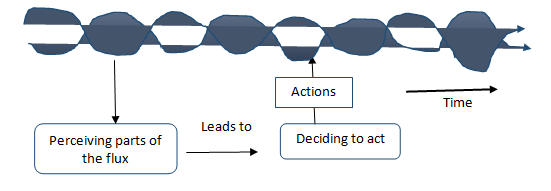 Actions
Time
Leads to
Perceiving parts of
the flux
Deciding to act